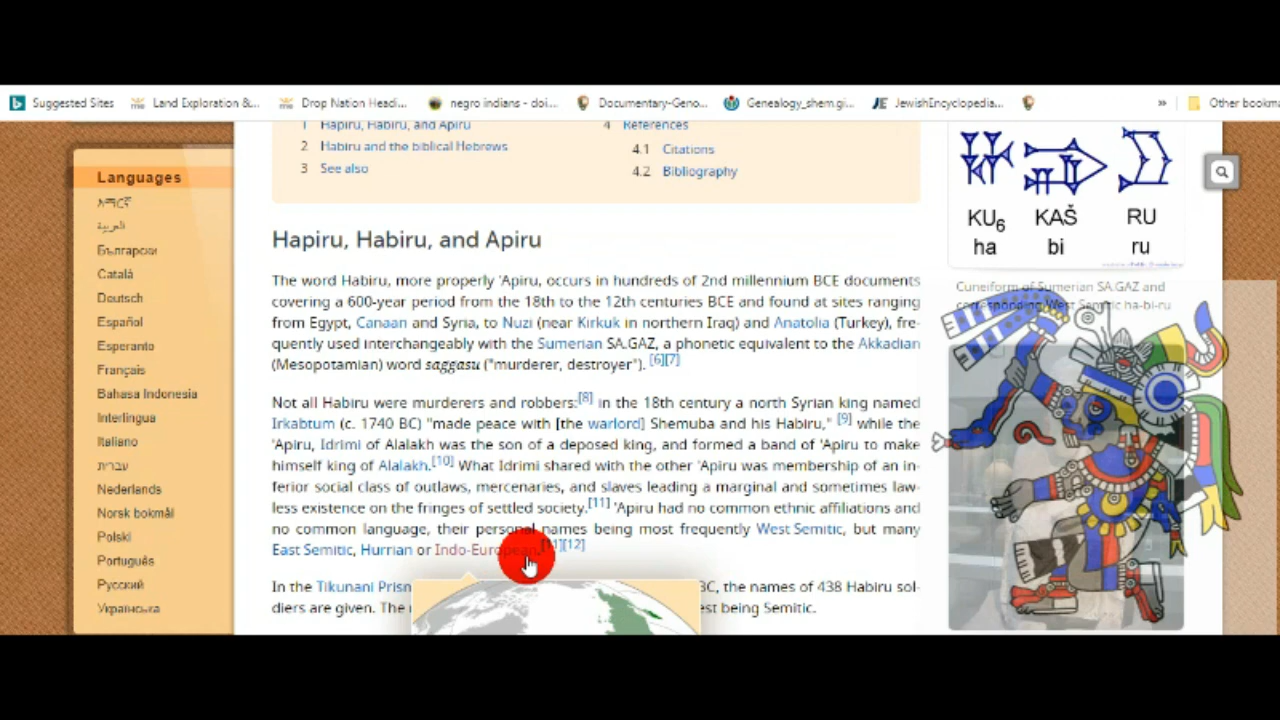 Suggested Sites
Land Exploration &...
Drop Nation Headi...
negro indians - doi...
Documentary-Geno...
Genealogy_shem.gi...
JewishEncyclopedia...
»
Other bookma
1 Hapiru, Habiru, and Apiru
2 Habiru and the biblical Hebrews
3 See also
4 References
4.1 Citations
4.2 Bibliography
Languages
አማርኛ
العربية
Български
Català
Deutsch
Español
Esperanto
Français
Bahasa Indonesia
Interlingua
Italiano
עברית
Nederlands
Norsk bokmål
Polski
Português
Русский
Українська
Hapiru, Habiru, and Apiru
The word Habiru, more properly 'Apiru, occurs in hundreds of 2nd millennium BCE documents
covering a 600-year period from the 18th to the 12th centuries BCE and found at sites ranging
from Egypt, Canaan and Syria, to Nuzi (near Kirkuk in northern Iraq) and Anatolia (Turkey), fre-
quently used interchangeably with the Sumerian SA.GAZ, a phonetic equivalent to the Akkadian
(Mesopotamian) word saggasu ("murderer, destroyer"). [6][7]
Not all Habiru were murderers and robbers:[8] in the 18th century a north Syrian king named
Irkabtum (c. 1740 BC) "made peace with [the warlord] Shemuba and his Habiru," [9] while the
'Apiru, Idrimi of Alalakh was the son of a deposed king, and formed a band of 'Apiru to make
himself king of Alalakh.[10] What Idrimi shared with the other 'Apiru was membership of an in-
ferior social class of outlaws, mercenaries, and slaves leading a marginal and sometimes law-
less existence on the fringes of settled society.[11] 'Apiru had no common ethnic affiliations and
no common language, their personal names being most frequently West Semitic, but many
East Semitic, Hurrian or Indo-European.[11][12]
In the Tikunani Prism BC, the names of 438 Habiru sol-
diers are given. The est being Semitic.
KU6 KAŠ RU
ha bi ru
Cuneiform of Sumerian SA.GAZ and
corresponding West Semitic ha-bi-ru